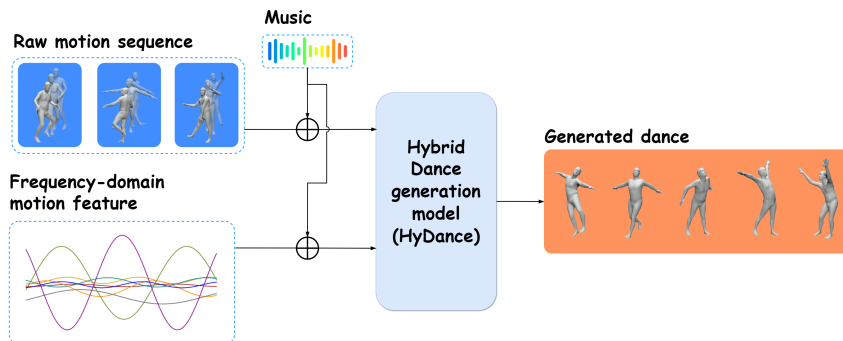 Music
Raw motion sequence
Frequency-domain
motion feature
Hybrid
Dance
generation
model
(HyDance)
Generated dance